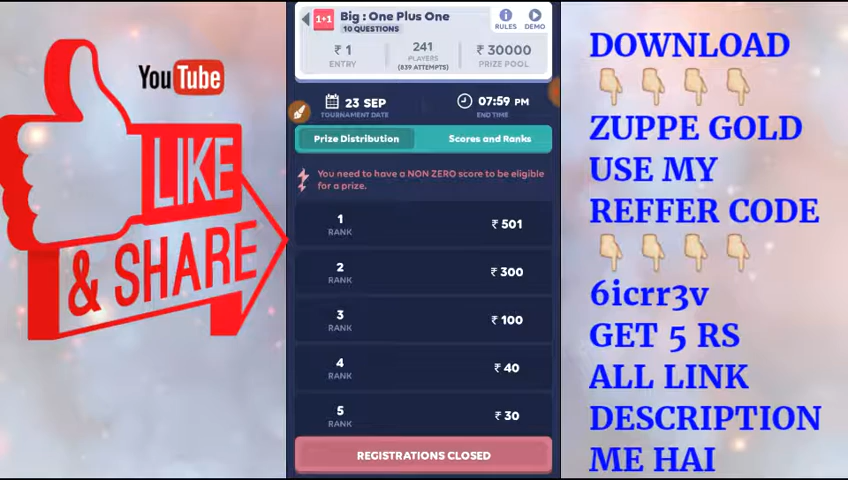 You Tube
LIKE
& SHARE
1+1
Big : One Plus One
10 QUESTIONS
RULES
DEMO
₹ 1
ENTRY
241
PLAYERS
(839 ATTEMPTS)
₹ 30000
PRIZE POOL
23 SEP
TOURNAMENT DATE
07:59 PM
END TIME
Prize Distribution
Scores and Ranks
You need to have a NON ZERO score to be eligible
for a prize.
1
RANK
₹ 501
2
RANK
₹ 300
3
RANK
₹ 100
4
RANK
₹ 40
5
RANK
₹ 30
REGISTRATIONS CLOSED
DOWNLOAD
👇👇👇👇
ZUPPE GOLD
USE MY
REFFER CODE
👇👇👇👇
6icrr3v
GET 5 RS
ALL LINK
DESCRIPTION
ME HAI